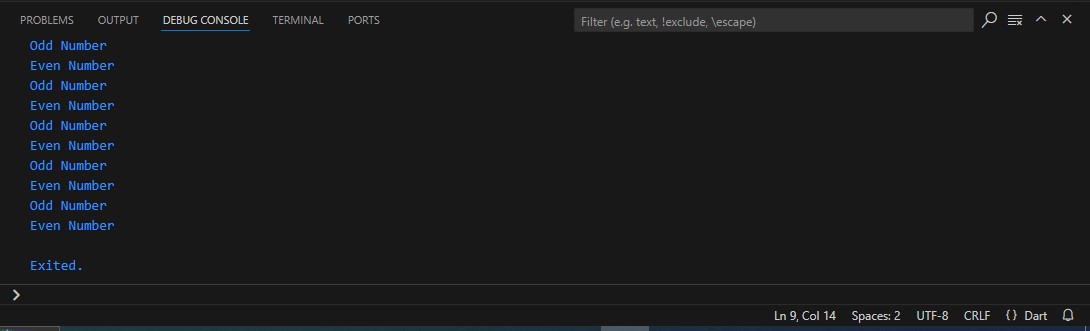 PROBLEMS OUTPUT DEBUG CONSOLE TERMINAL PORTS Filter (e.g. text, !exclude, \escape)
Odd Number
Even Number
Odd Number
Even Number
Odd Number
Even Number
Odd Number
Even Number
Odd Number
Even Number
Exited.
Ln 9, Col 14 Spaces: 2 UTF-8 CRLF {} Dart